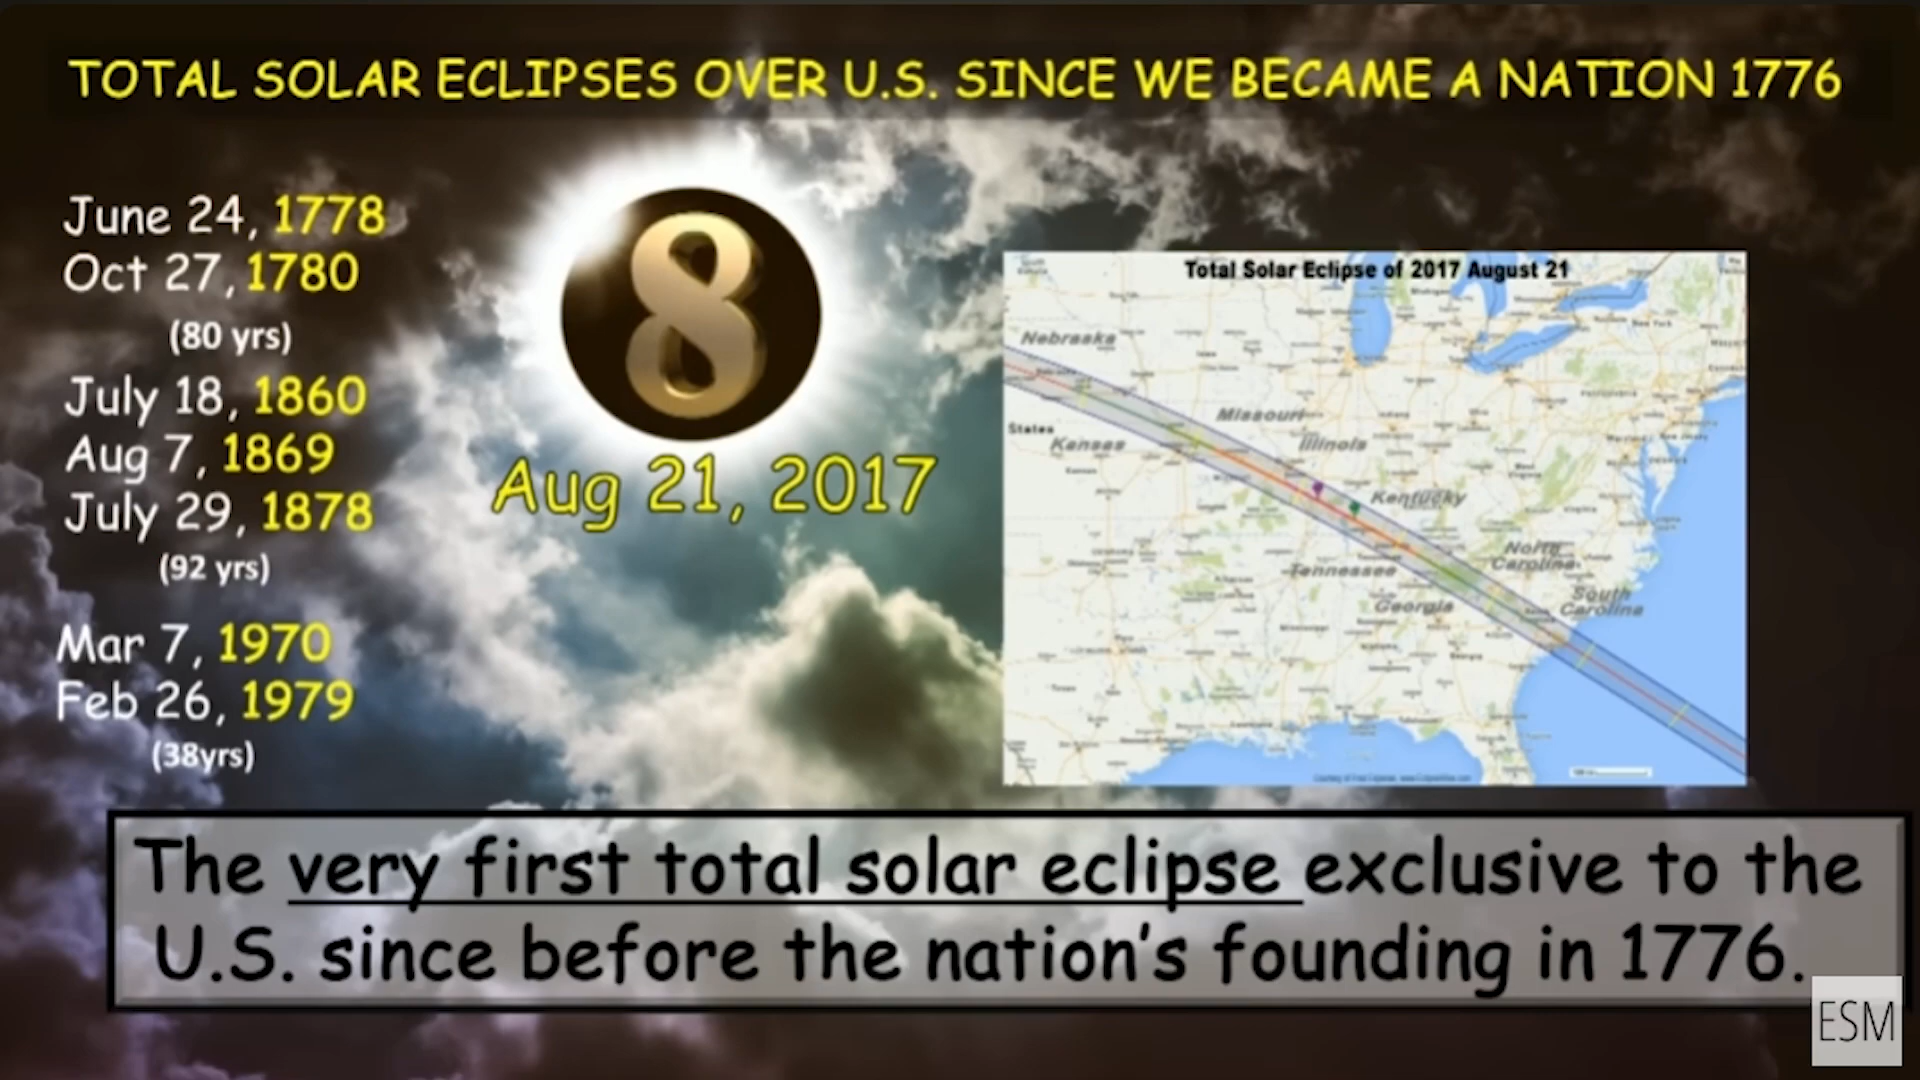 TOTAL SOLAR ECLIPSES OVER U.S. SINCE WE BECAME A NATION 1776
June 24, 1778
Oct 27, 1780
(80 yrs)
July 18, 1860
Aug 7, 1869
July 29, 1878
(92 yrs)
Mar 7, 1970
Feb 26, 1979
(38yrs)
8
Aug 21, 2017
Total Solar Eclipse of 2017 August 21
Nebraska
Missouri
States
Kansas
Illinois
Kentucky
North
Carolina
Tennessee
South
Carolina
Georgia
The very first total solar eclipse exclusive to the
U.S. since before the nation's founding in 1776.
ESM